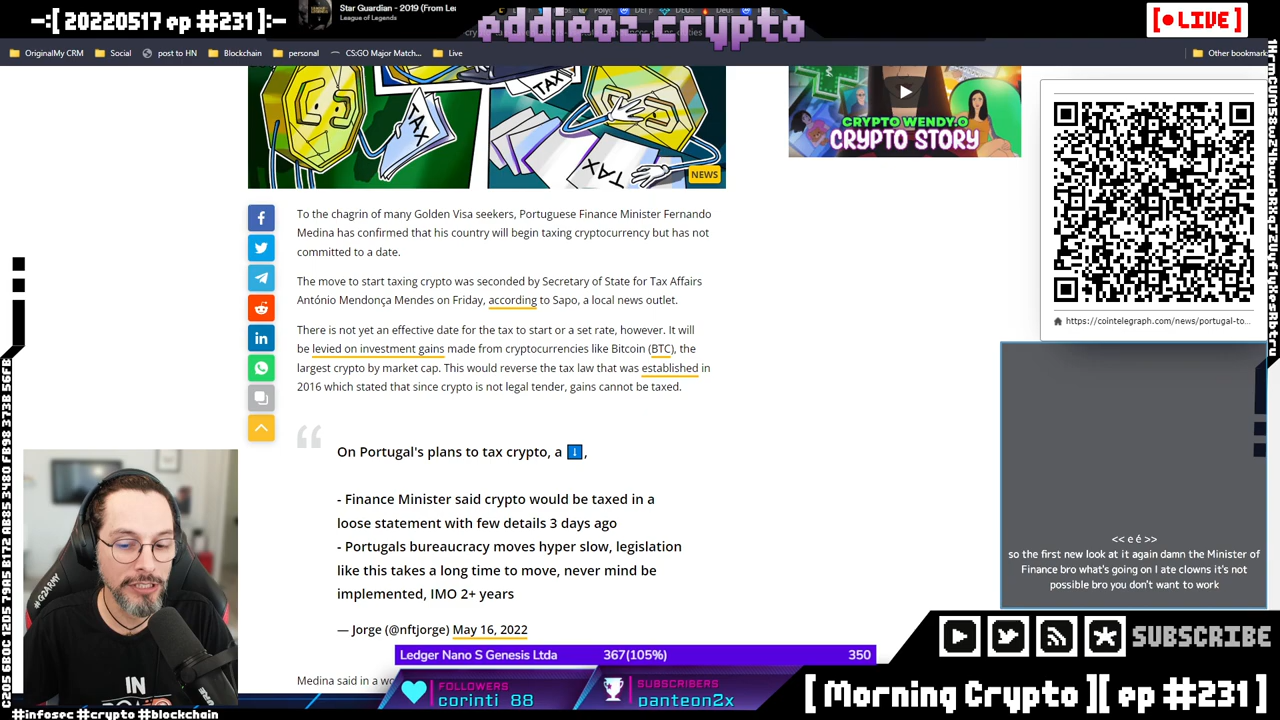 —:[ 20220517 ep #231]:—
Star Guardian - 2019 (From Le
League of Legends
eddieoz.crypto
[● LIVE ]
OriginalMy CRM
Social
post to HN
Blockchain
personal
CS:GO Major Match...
Live
Other bookmark
TAX
TAX
TAX
NEWS
CRYPTO WENDY.O
CRYPTO STORY
https://cointelegraph.com/news/portugal-to...
To the chagrin of many Golden Visa seekers, Portuguese Finance Minister Fernando
Medina has confirmed that his country will begin taxing cryptocurrency but has not
committed to a date.
The move to start taxing crypto was seconded by Secretary of State for Tax Affairs
António Mendonça Mendes on Friday, according to Sapo, a local news outlet.
There is not yet an effective date for the tax to start or a set rate, however. It will
be levied on investment gains made from cryptocurrencies like Bitcoin (BTC), the
largest crypto by market cap. This would reverse the tax law that was established in
2016 which stated that since crypto is not legal tender, gains cannot be taxed.
On Portugal's plans to tax crypto, a ⬇,
- Finance Minister said crypto would be taxed in a
loose statement with few details 3 days ago
- Portugals bureaucracy moves hyper slow, legislation
like this takes a long time to move, never mind be
implemented, IMO 2+ years
— Jorge (@nftjorge) May 16, 2022
Medina said in a wo
<< e é >>
so the first new look at it again damn the Minister of
Finance bro what's going on I ate clowns it's not
possible bro you don't want to work
Ledger Nano S Genesis Ltda 367(105%) 350
FOLLOWERS
corinti_88
SUBSCRIBERS
panteon2x
SUBSCRIBE
[ Morning Crypto ][ ep #231 ]
#G2ARMY
IN
#infosec #crypto #blockchain